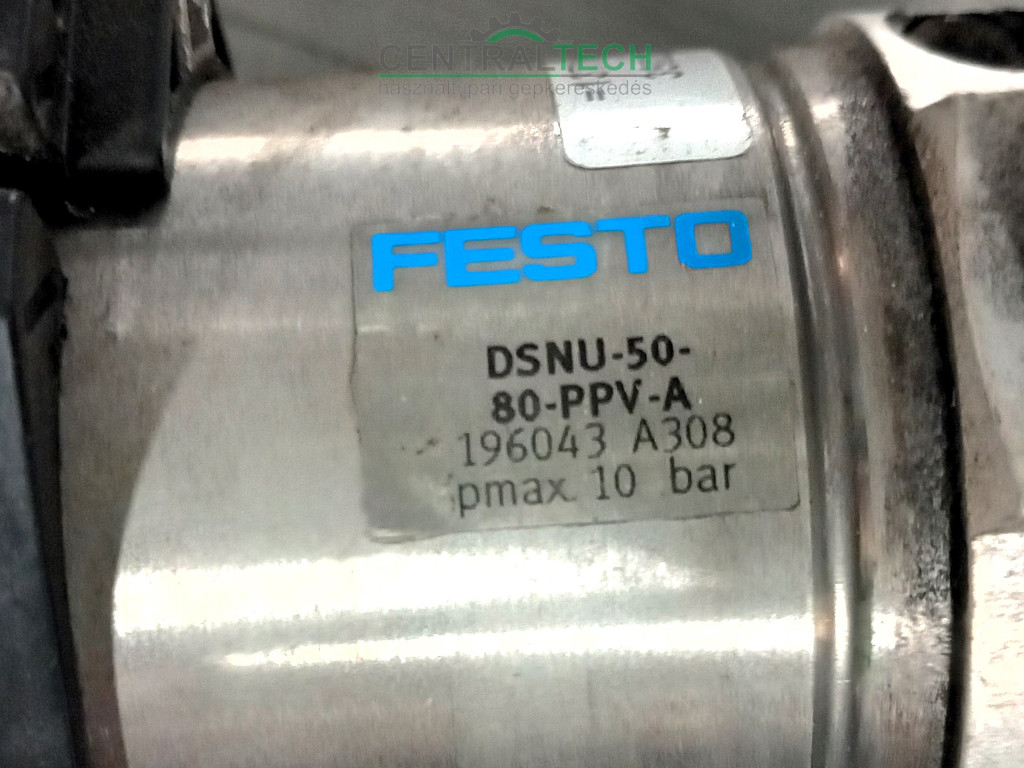 CENTRALTECH
használt ipari gépkereskedés
FESTO
DSNU-50-
80-PPV-A
196043 A308
pmax. 10 bar